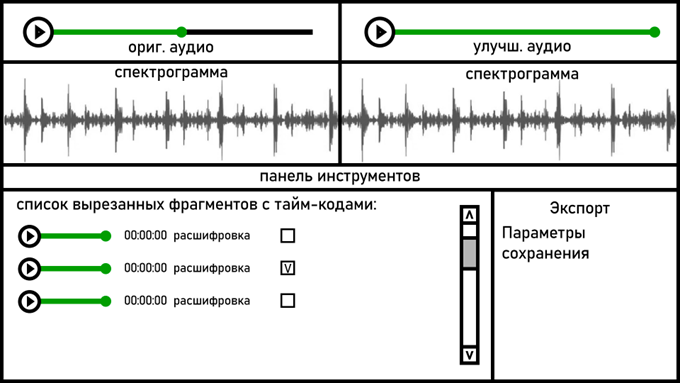 ориг. аудио
улучш. аудио
спектрограмма
спектрограмма
панель инструментов
список вырезанных фрагментов с тайм-кодами:
00:00:00 расшифровка
00:00:00 расшифровка V
00:00:00 расшифровка
Экспорт
Параметры
сохранения